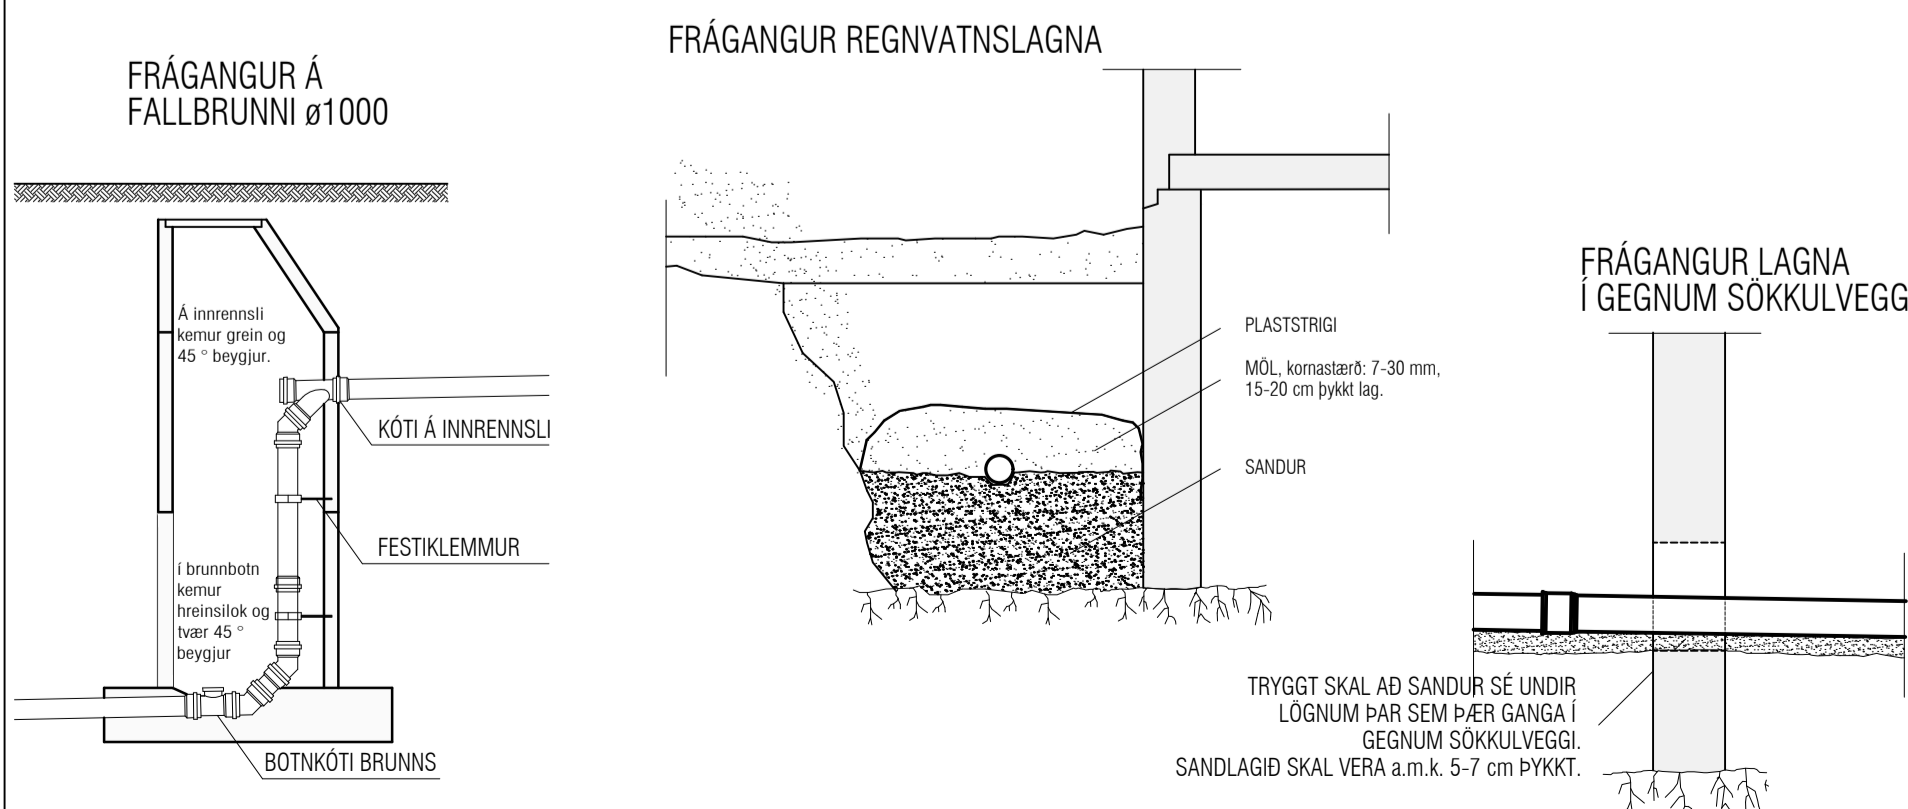 FRÁGANGUR Á
FALLBRUNNI ø1000
Á innrennsli
kemur grein og
45 ° beygjur.
KÓTI Á INNRENNSLI
FESTIKLEMMUR
í brunnbotn
kemur
hreinsilok og
tvær 45 °
beygjur
BOTNKÓTI BRUNNS
FRÁGANGUR REGNVATNSLAGNA
PLASTSTRIGI
MÖL, kornastærð: 7-30 mm,
15-20 cm þykkt lag.
SANDUR
FRÁGANGUR LAGNA
Í GEGNUM SÖKKULVEGG
TRYGGT SKAL AÐ SANDUR SÉ UNDIR
LÖGNUM ÞAR SEM ÞÆR GANGA Í
GEGNUM SÖKKULVEGGI.
SANDLAGIÐ SKAL VERA a.m.k. 5-7 cm ÞYKKT.